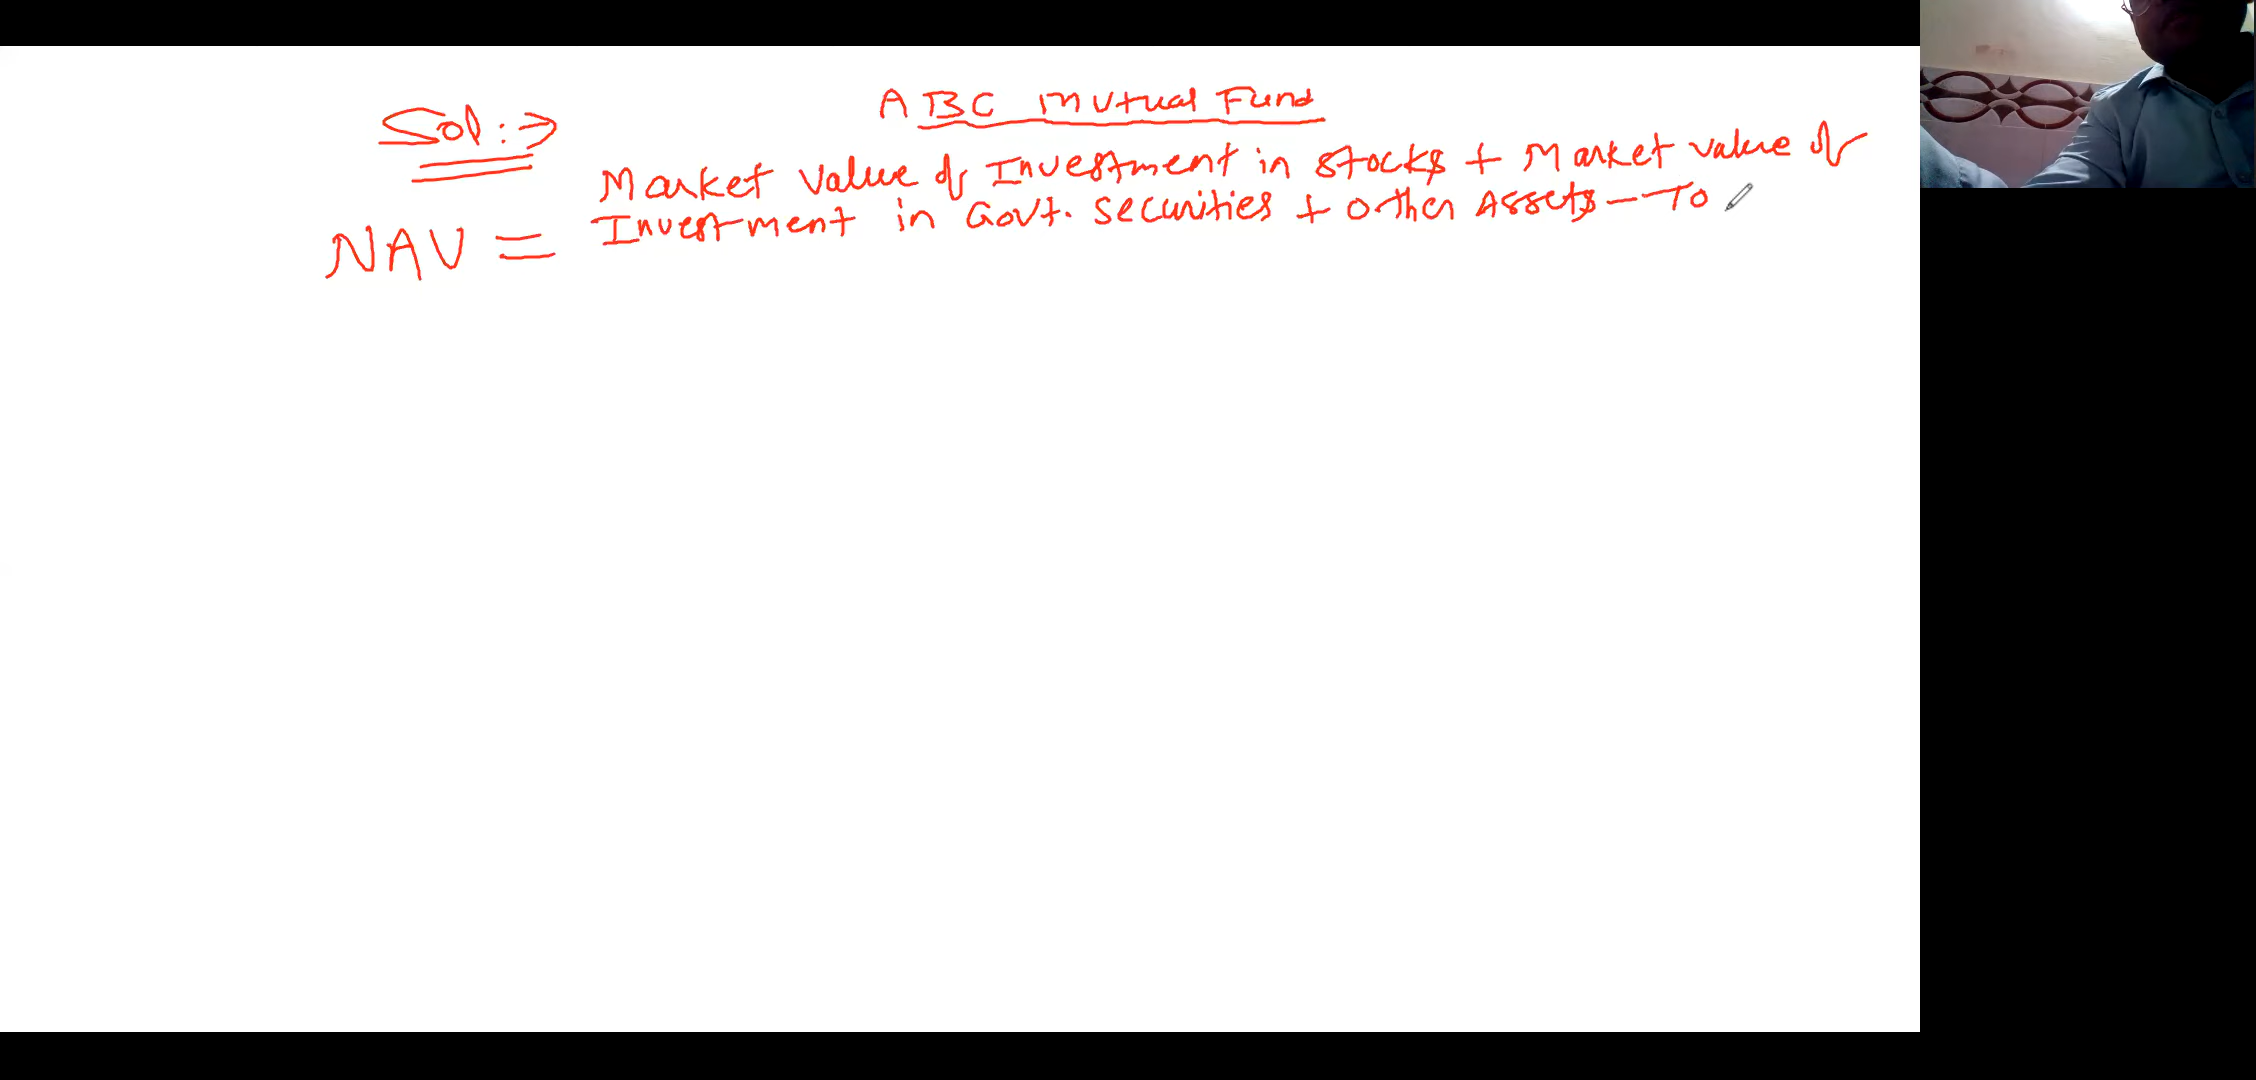 ABC Mutual Fund
Sol:→
Market Value of Investment in Stocks + Market value of
Investment in Govt. Securities + Other Assets - To
NAV =